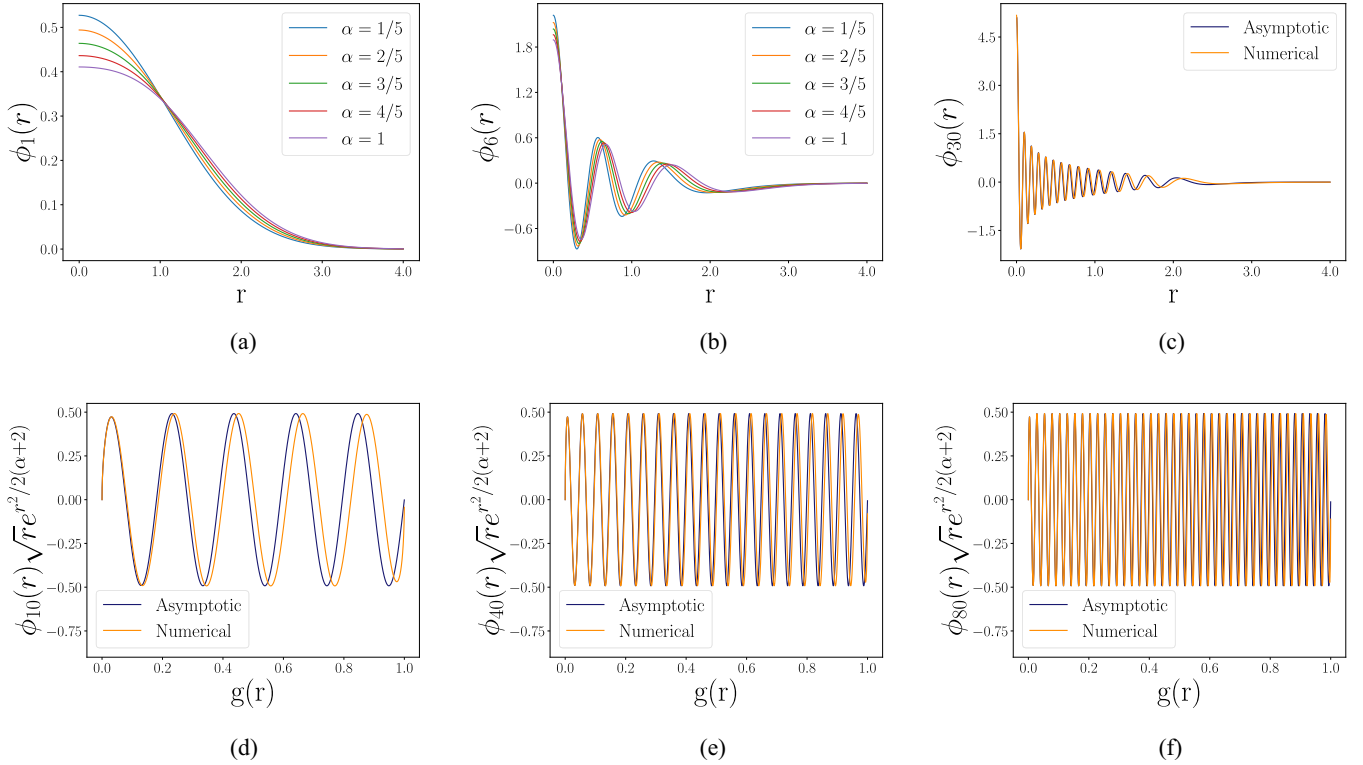 0.5
0.4
0.3
0.2
0.1
0.0
ϕ₁(r)
α = 1/5
α = 2/5
α = 3/5
α = 4/5
α = 1
0.0 1.0 2.0 3.0 4.0
r
(a)
1.8
1.2
0.6
0.0
−0.6
ϕ₆(r)
α = 1/5
α = 2/5
α = 3/5
α = 4/5
α = 1
0.0 1.0 2.0 3.0 4.0
r
(b)
4.5
3.0
1.5
0.0
−1.5
ϕ₃₀(r)
Asymptotic
Numerical
0.0 1.0 2.0 3.0 4.0
r
(c)
0.50
0.25
0.00
−0.25
−0.50
−0.75
ϕ₁₀(r)√re^{r²/2(α+2)}
Asymptotic
Numerical
0.0 0.2 0.4 0.6 0.8 1.0
g(r)
(d)
0.50
0.25
0.00
−0.25
−0.50
−0.75
ϕ₄₀(r)√re^{r²/2(α+2)}
Asymptotic
Numerical
0.0 0.2 0.4 0.6 0.8 1.0
g(r)
(e)
0.50
0.25
0.00
−0.25
−0.50
−0.75
ϕ₈₀(r)√re^{r²/2(α+2)}
Asymptotic
Numerical
0.0 0.2 0.4 0.6 0.8 1.0
g(r)
(f)